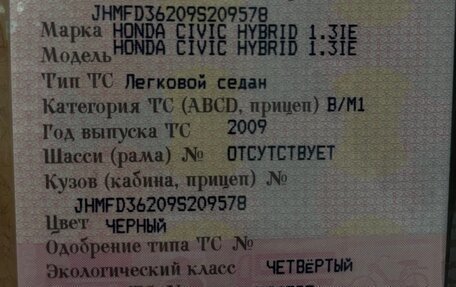 JHMFD36209S209578
Марка HONDA CIVIC HYBRID 1.3IE
Модель HONDA CIVIC HYBRID 1.3IE
Тип ТС Легковой седан
Категория ТС (ABCD, прицеп) B/M1
Год выпуска ТС 2009
Шасси (рама) № ОТСУТСТВУЕТ
Кузов (кабина, прицеп) №
JHMFD36209S209578
Цвет ЧЕРНЫЙ
Одобрение типа ТС №
Экологический класс ЧЕТВЁРТЫЙ